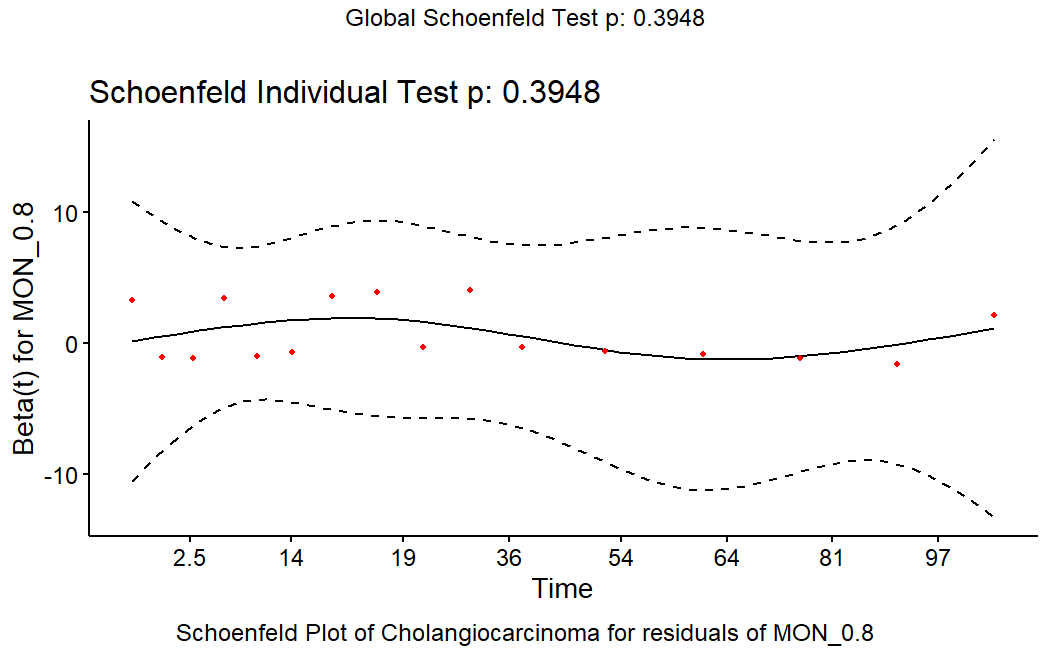 Global Schoenfeld Test p: 0.3948
Schoenfeld Individual Test p: 0.3948
Beta(t) for MON_0.8
10
0
-10
2.5 14 19 36 54 64 81 97
Time
Schoenfeld Plot of Cholangiocarcinoma for residuals of MON_0.8